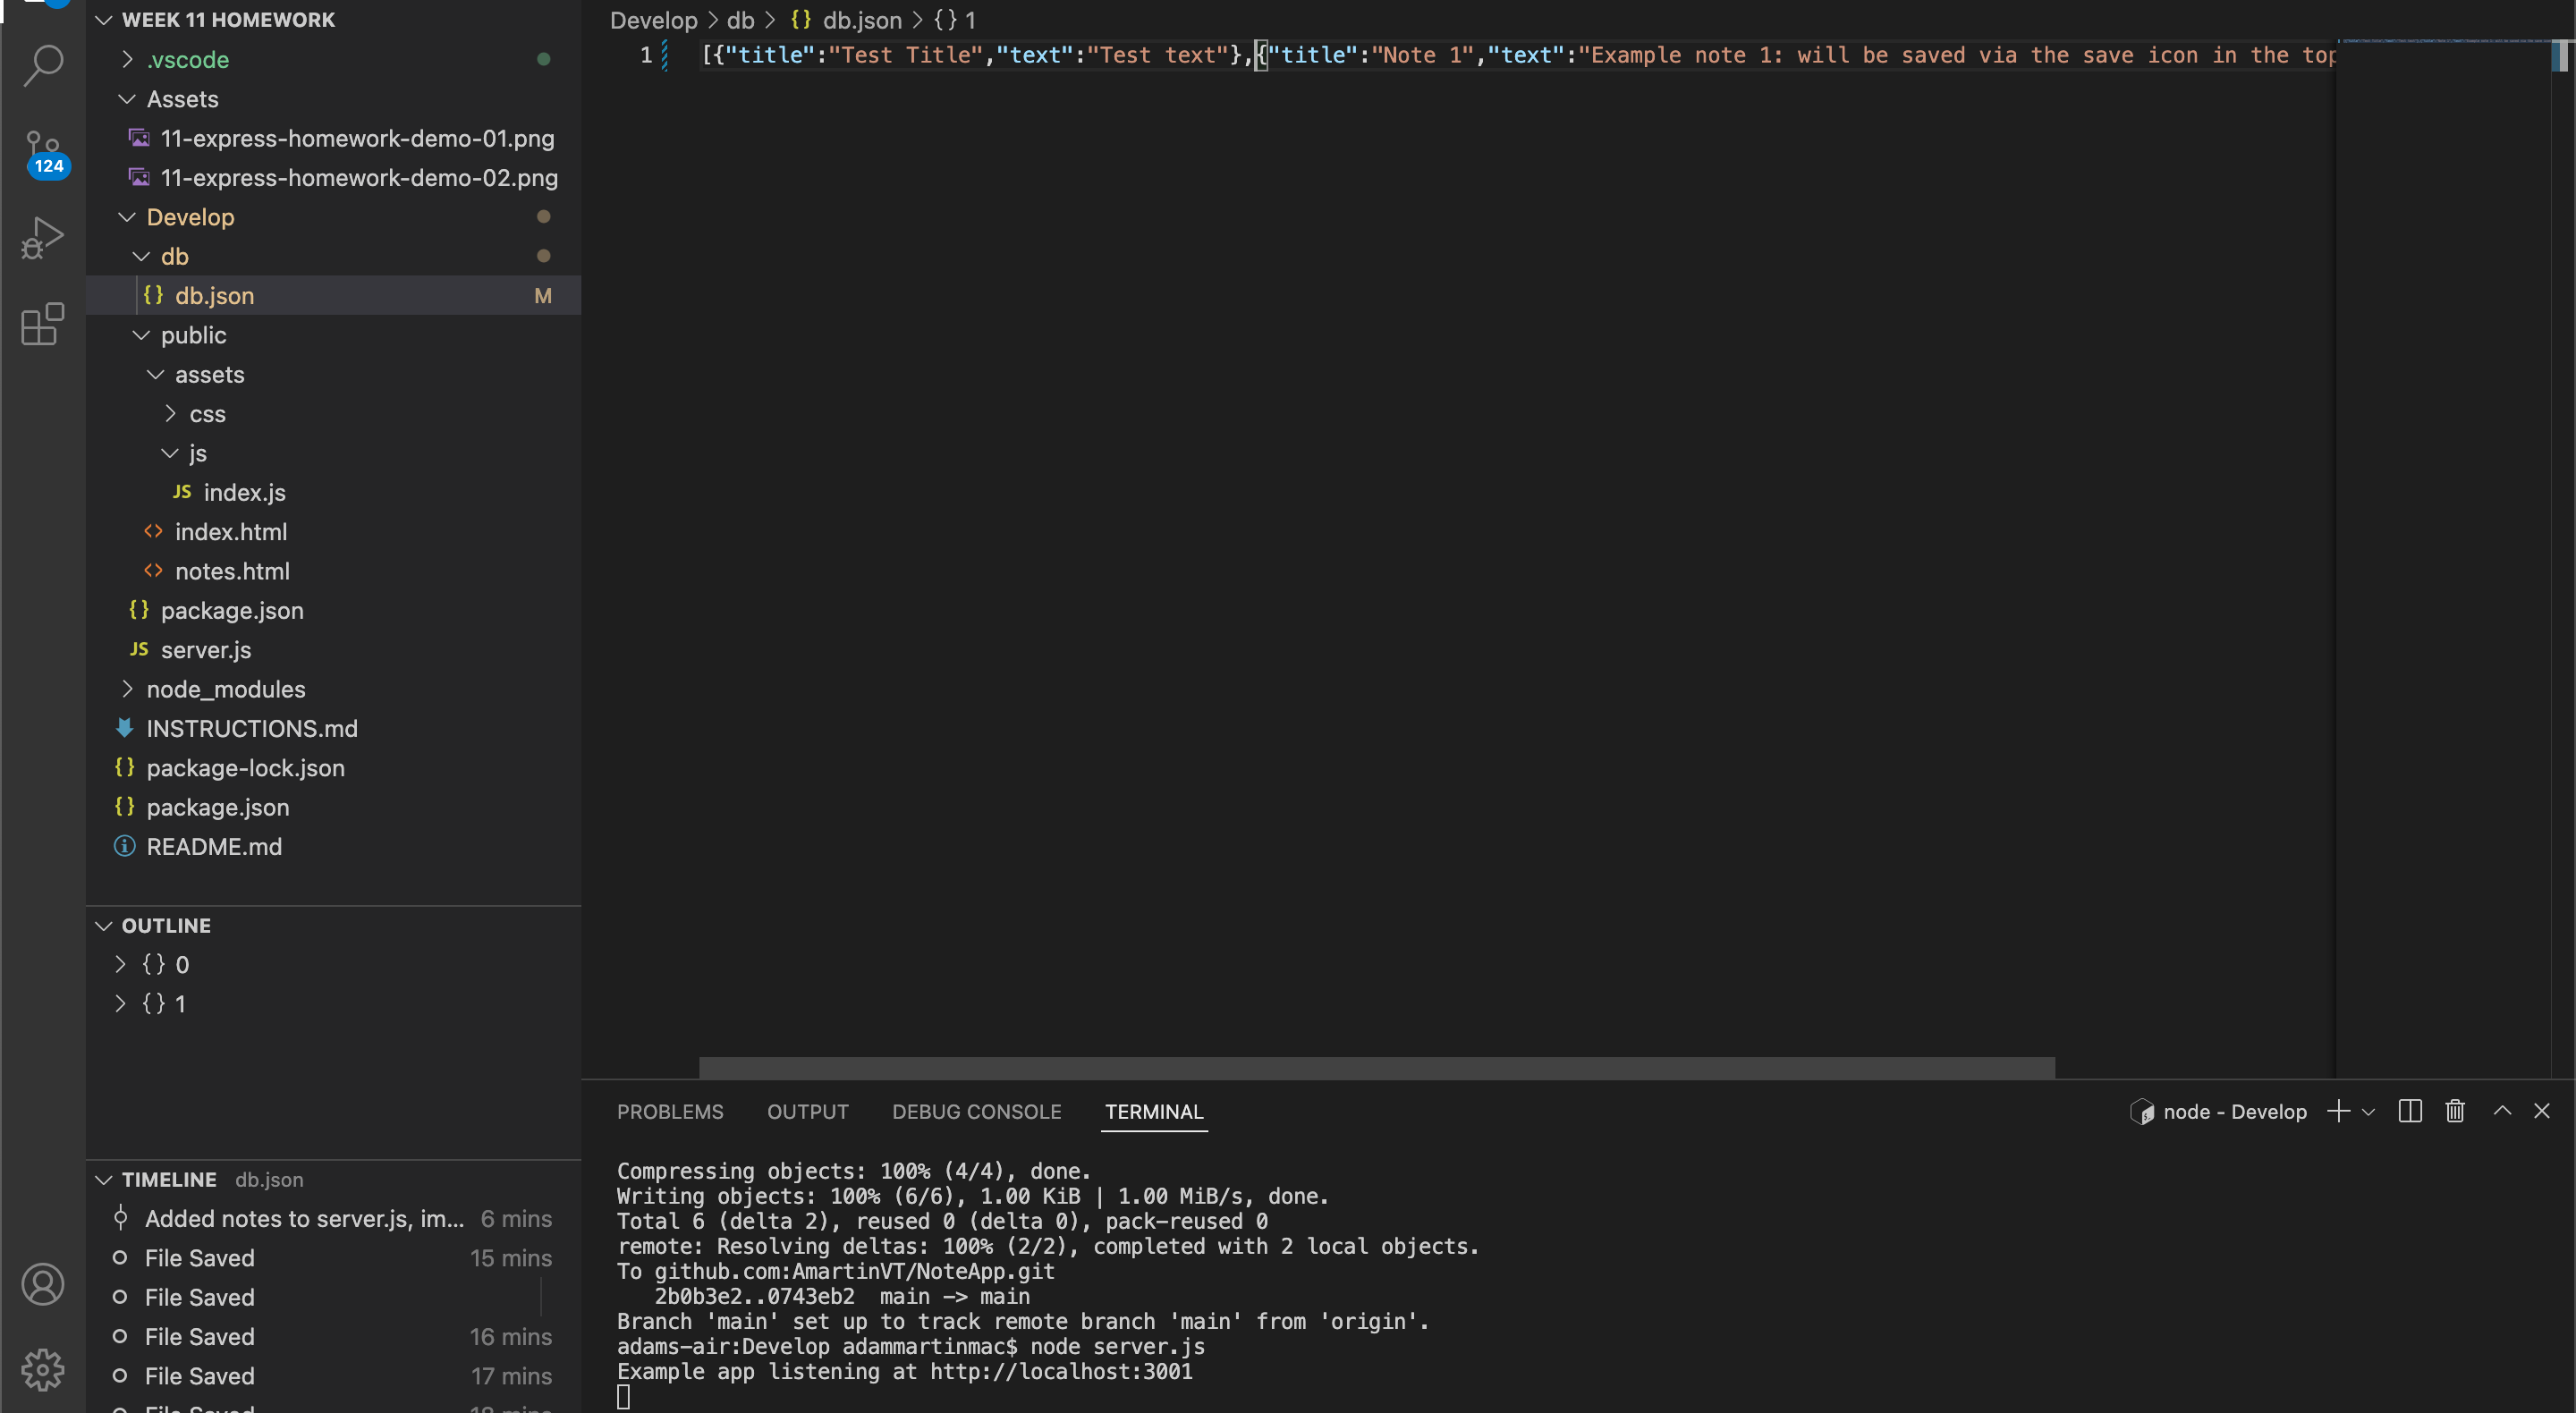 WEEK 11 HOMEWORK
.vscode
Assets
11-express-homework-demo-01.png
11-express-homework-demo-02.png
Develop
db
{} db.json M
public
assets
css
js
JS index.js
<> index.html
<> notes.html
{} package.json
JS server.js
node_modules
INSTRUCTIONS.md
{} package-lock.json
{} package.json
README.md
124
OUTLINE
{} 0
{} 1
TIMELINE db.json
Added notes to server.js, im... 6 mins
File Saved 15 mins
File Saved
File Saved 16 mins
File Saved 17 mins
Develop > db > {} db.json > {} 1
1 [{"title":"Test Title","text":"Test text"},{"title":"Note 1","text":"Example note 1: will be saved via the save icon in the top
PROBLEMS OUTPUT DEBUG CONSOLE TERMINAL
node - Develop
Compressing objects: 100% (4/4), done.
Writing objects: 100% (6/6), 1.00 KiB | 1.00 MiB/s, done.
Total 6 (delta 2), reused 0 (delta 0), pack-reused 0
remote: Resolving deltas: 100% (2/2), completed with 2 local objects.
To github.com:AmartinVT/NoteApp.git
2b0b3e2..0743eb2 main -> main
Branch 'main' set up to track remote branch 'main' from 'origin'.
adams-air:Develop adammartinmac$ node server.js
Example app listening at http://localhost:3001